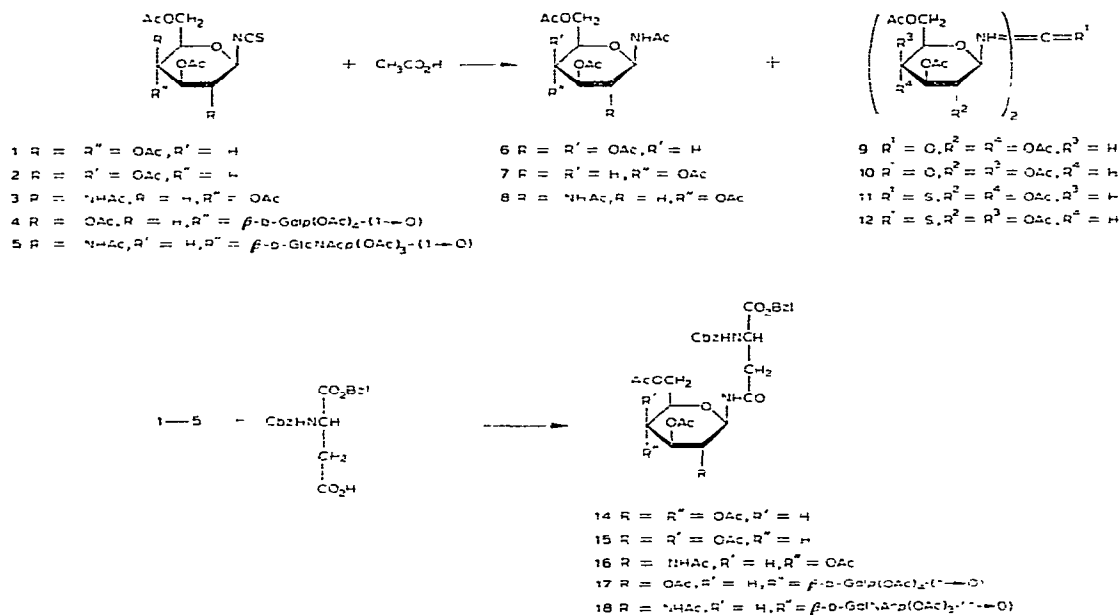 AcOCH₂ AcOCH₂ AcOCH₂
R NCS R' NHAc R³ NH C R¹
O O O
OAc + CH₃CO₂H OAc + OAc
R" R" R⁴
R R R² 2
1 R = R" = OAc, R' = H
2 R = R' = OAc, R" = H
3 R = NHAc, R = H, R" = OAc
4 R = OAc, R = H, R" = β-D-Galp(OAc)₄-(1→O)
5 R = NHAc, R' = H, R" = β-D-GlcNAcp(OAc)₃-(1→O)
6 R = R' = OAc, R' = H
7 R = R' = H, R" = OAc
8 R = NHAc, R = H, R" = OAc
9 R¹ = O, R² = R⁴ = OAc, R³ = H
10 R¹ = O, R² = R³ = OAc, R⁴ = H
11 R¹ = S, R² = R⁴ = OAc, R³ = H
12 R¹ = S, R² = R³ = OAc, R⁴ = H
CO₂Bzl
CbzHNCH
CH₂
AcOCH₂ NHCO
R' O
OAc
R"
R
CO₂Bzl
1—5 - CbzHNCH
CH₂
CO₂H
14 R = R" = OAc, R' = H
15 R = R' = OAc, R" = H
16 R = NHAc, R' = H, R" = OAc
17 R = OAc, R' = H, R" = β-D-Galp(OAc)₄-(1→O)
18 R = NHAc, R' = H, R" = β-D-GalNAcp(OAc)₃-(1→O)